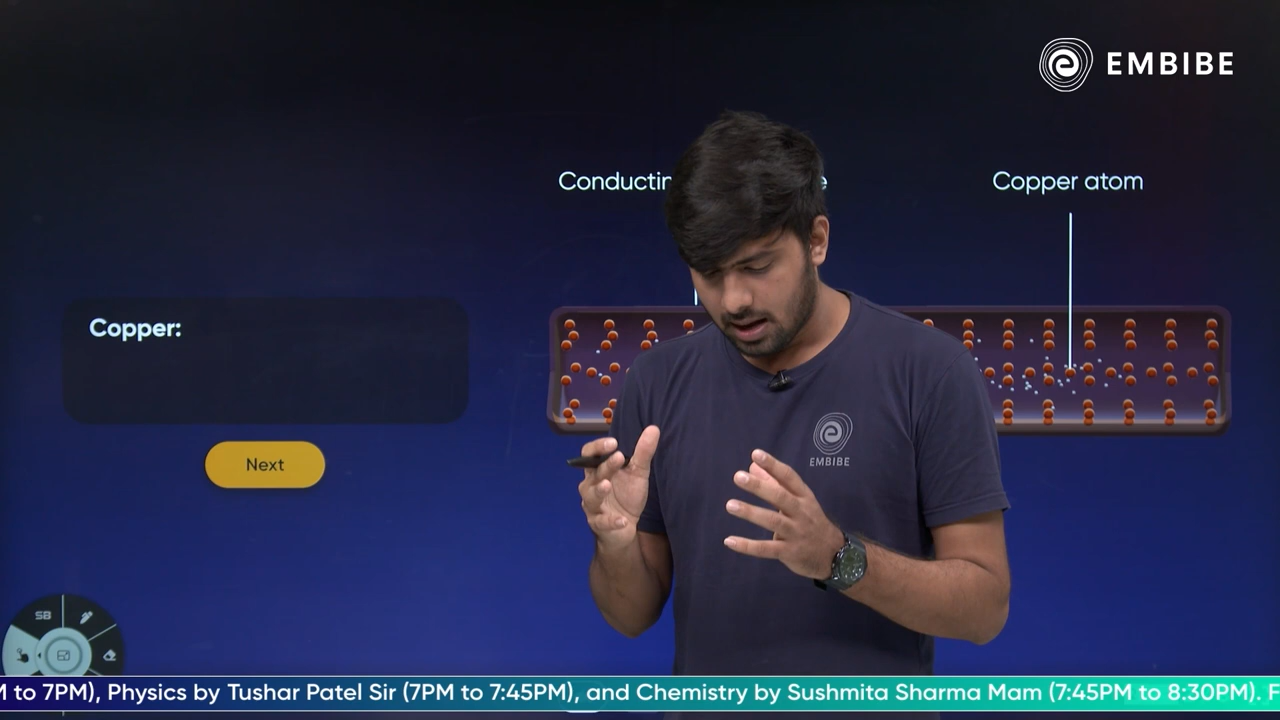 EMBIBE
Conductin
e
Copper atom
Copper:
Next
EMBIBE
SB
M to 7PM), Physics by Tushar Patel Sir (7PM to 7:45PM), and Chemistry by Sushmita Sharma Mam (7:45PM to 8:30PM). F